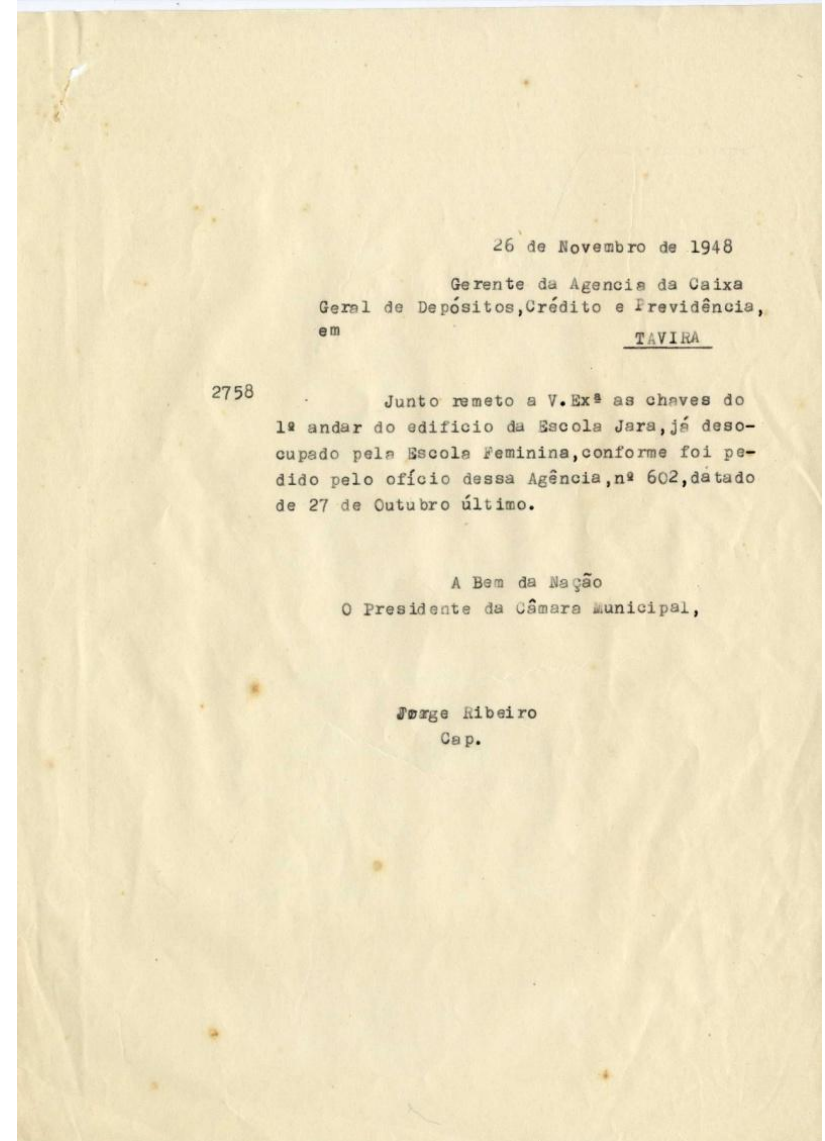 26 de Novembro de 1948
Gerente da Agencia da Caixa
Geral de Depósitos,Crédito e Previdência,
em
TAVIRA
2758
Junto remeto a V.Exª as chaves do
1º andar do edificio da Escola Jara,já deso-
cupado pela Escola Feminina,conforme foi pe-
dido pelo ofício dessa Agência,nº 602,datado
de 27 de Outubro último.
A Bem da Nação
O Presidente da Câmara Municipal,
Jorge Ribeiro
Cap.